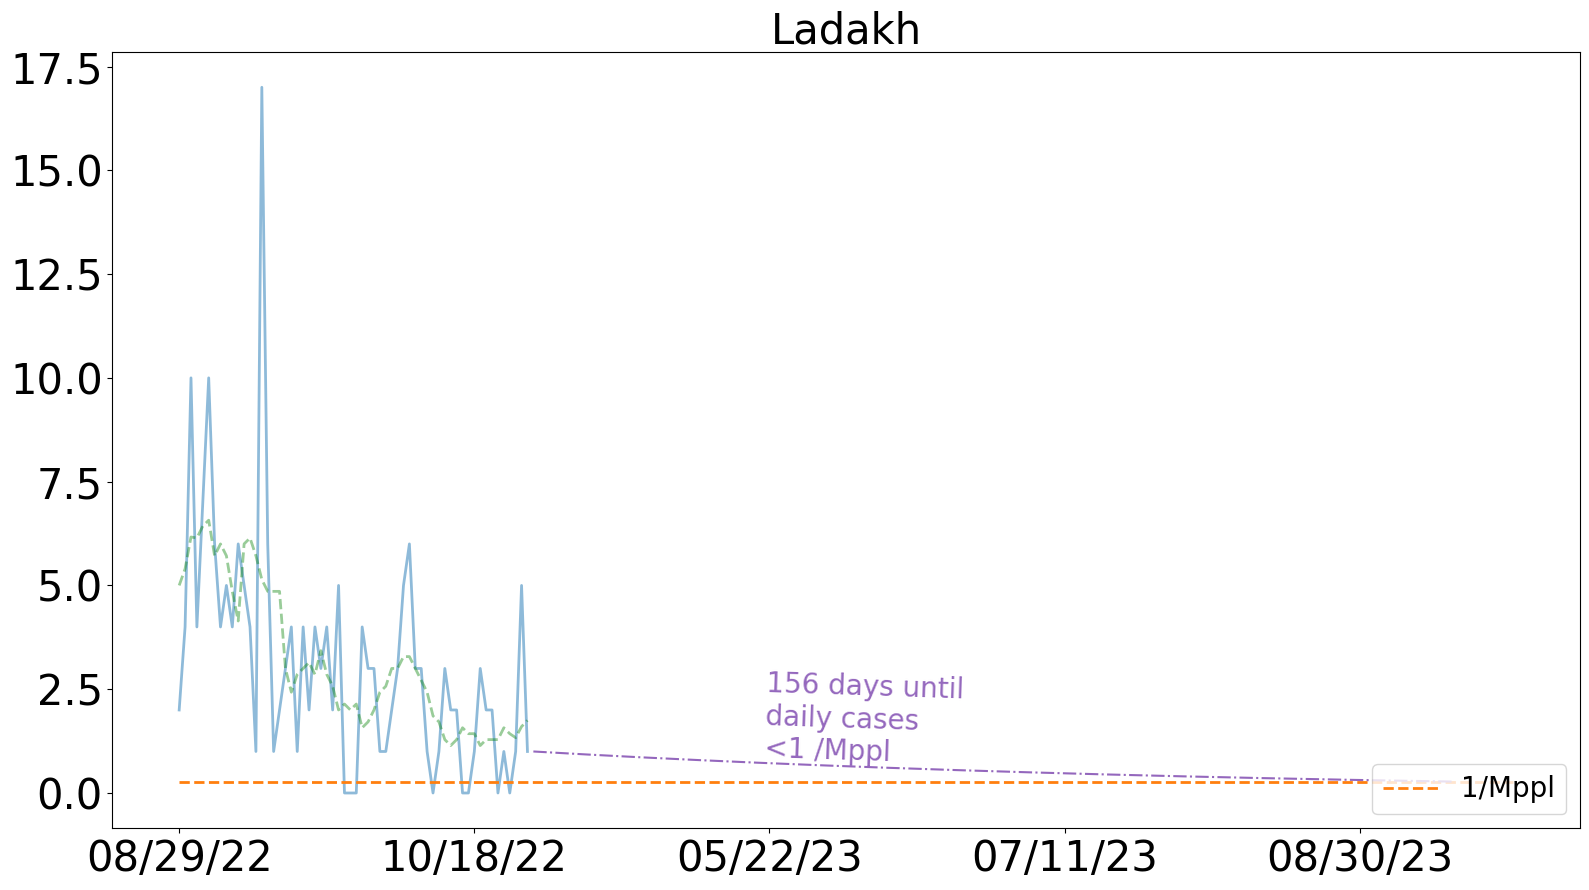 Ladakh
17.5
15.0
12.5
10.0
7.5
5.0
2.5
0.0
156 days until
daily cases
<1 /Mppl
1/Mppl
08/29/22
10/18/22
05/22/23
07/11/23
08/30/23